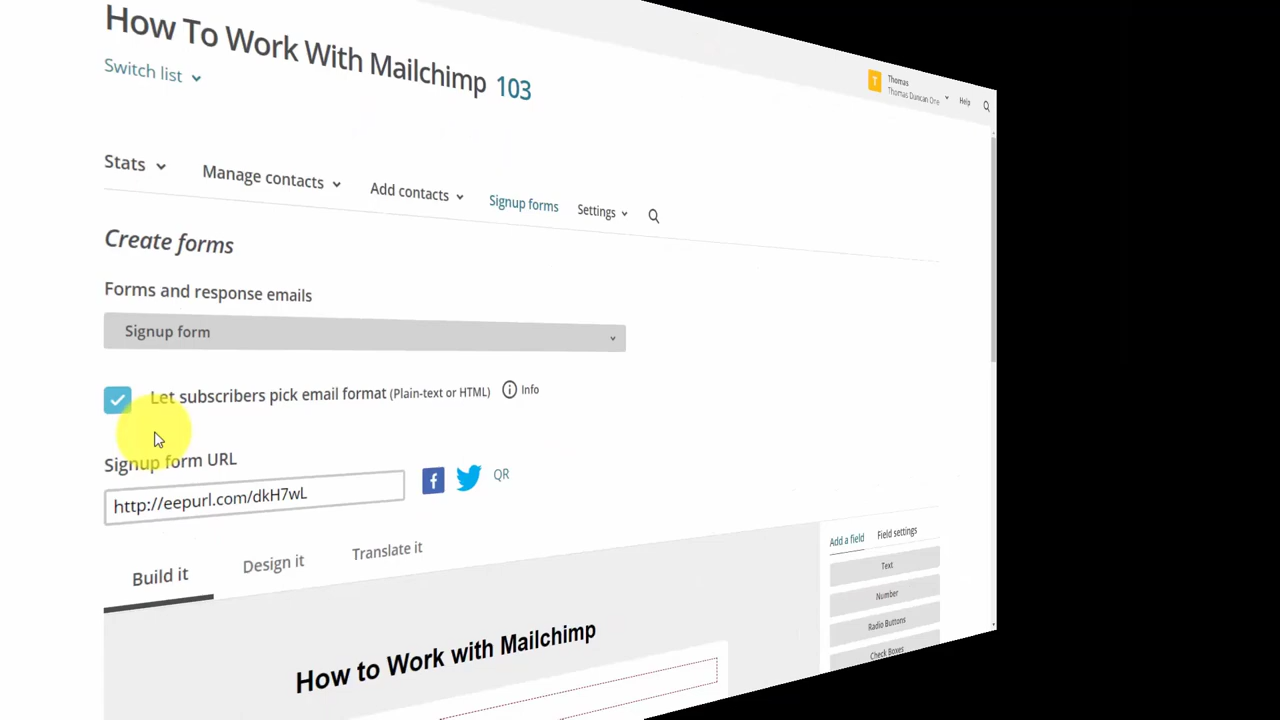 How To Work With Mailchimp 103
Switch list
T
Thomas
Thomas Duncan One
Help
Stats
Manage contacts
Add contacts
Signup forms
Settings
Create forms
Forms and response emails
Signup form
Let subscribers pick email format (Plain-text or HTML)
Info
Signup form URL
http://eepurl.com/dkH7wL
f
QR
Build it
Design it
Translate it
Add a field
Field settings
Text
Number
Radio Buttons
Check Boxes
How to Work with Mailchimp